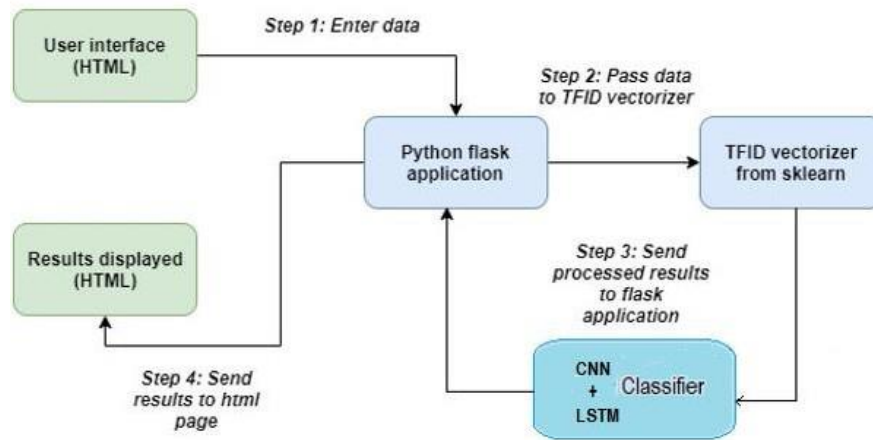 User interface
(HTML)
Step 1: Enter data
Step 2: Pass data
to TFID vectorizer
Python flask
application
TFID vectorizer
from sklearn
Results displayed
(HTML)
Step 3: Send
processed results
to flask
application
Step 4: Send
results to html
page
CNN
+
LSTM
Classifier